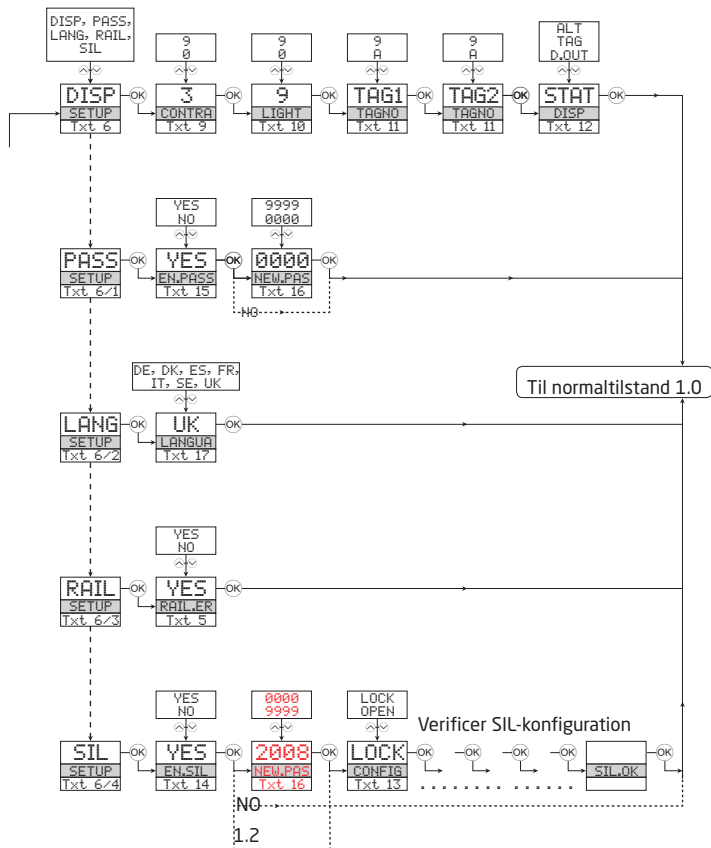 DISP, PASS,
LANG, RAIL,
SIL
9
0
9
0
9
A
9
A
ALT
TAG
D.OUT
DISP
SETUP
Txt 6
OK
3
CONTRA
Txt 9
OK
9
LIGHT
Txt 10
OK
TAG1
TAGNO
Txt 11
OK
TAG2
TAGNO
Txt 11
OK
STAT
DISP
Txt 12
OK
YES
NO
9999
0000
PASS
SETUP
Txt 6/1
OK
YES
EN.PASS
Txt 15
OK
0000
NEW.PAS
Txt 16
OK
NO
Til normaltilstand 1.0
DE, DK, ES, FR,
IT, SE, UK
LANG
SETUP
Txt 6/2
OK
UK
LANGUA
Txt 17
OK
YES
NO
RAIL
SETUP
Txt 6/3
OK
YES
RAIL.ER
Txt 5
OK
YES
NO
0000
9999
LOCK
OPEN
Verificer SIL-konfiguration
SIL
SETUP
Txt 6/4
OK
YES
EN.SIL
Txt 14
OK
2008
NEW.PAS
Txt 16
OK
LOCK
CONFIG
Txt 13
OK
OK
OK
OK
SIL.OK
OK
NO
1.2